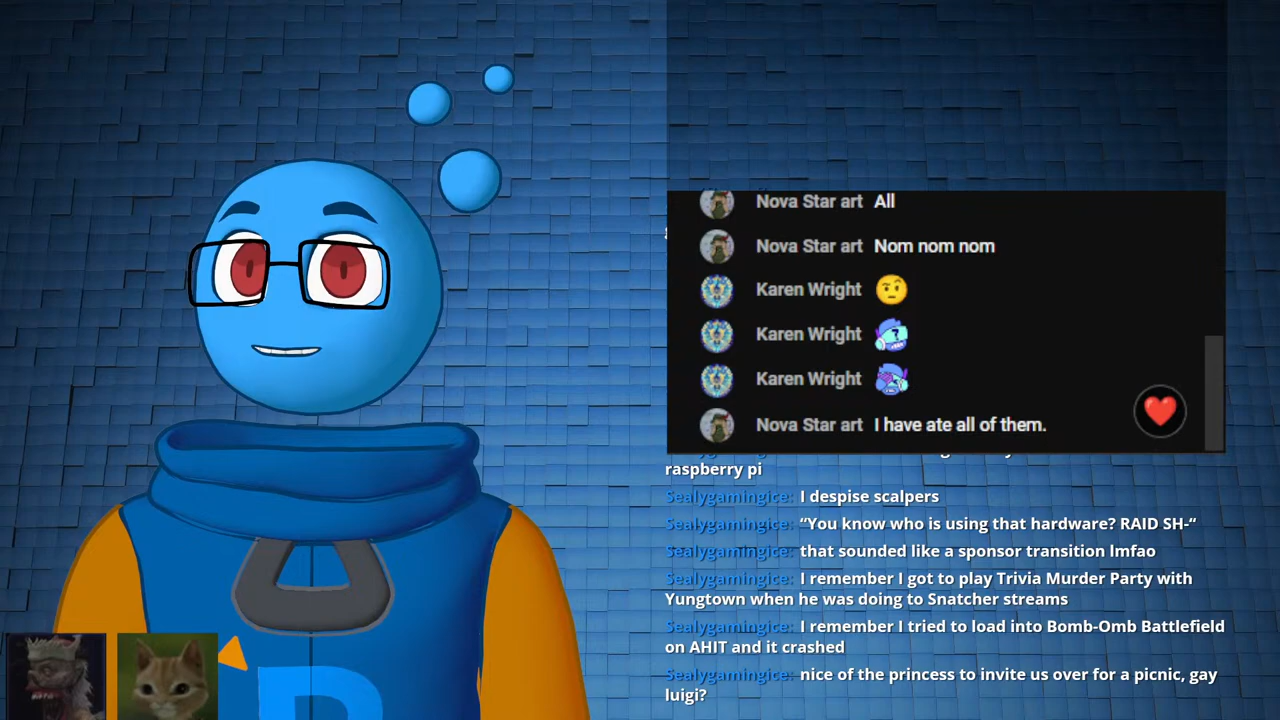 Nova Star art All
Nova Star art Nom nom nom
Karen Wright
Karen Wright
Karen Wright
Nova Star art I have ate all of them.
raspberry pi
Sealygamingice: I despise scalpers
Sealygamingice: “You know who is using that hardware? RAID SH-“
Sealygamingice: that sounded like a sponsor transition lmfao
Sealygamingice: I remember I got to play Trivia Murder Party with
Yungtown when he was doing to Snatcher streams
Sealygamingice: I remember I tried to load into Bomb-Omb Battlefield
on AHIT and it crashed
Sealygamingice: nice of the princess to invite us over for a picnic, gay
luigi?